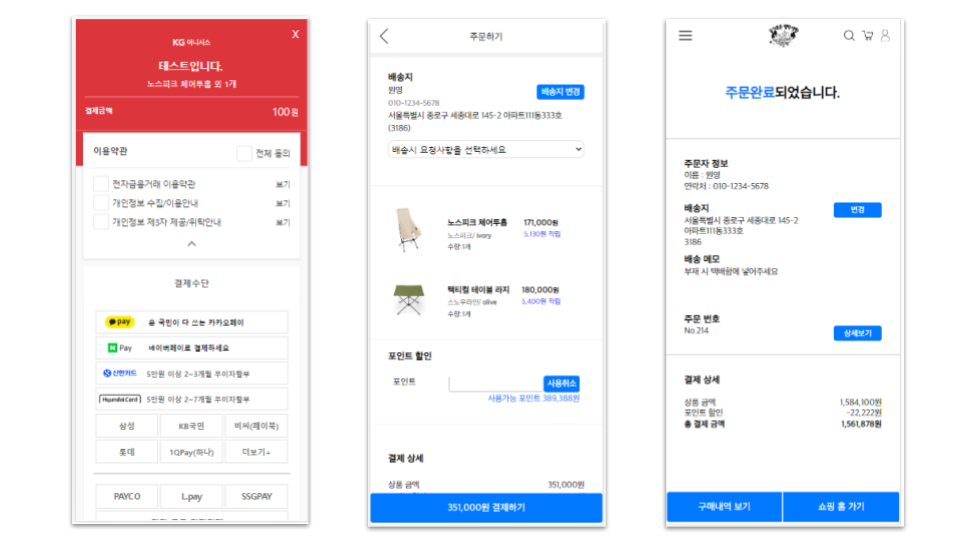 X
KG 이니시스
테스트입니다.
노스피크 체어투홈 외 1개
결제금액 100원
이용약관 전체 동의
전자금융거래 이용약관 보기
개인정보 수집/이용안내 보기
개인정보 제3자 제공/위탁안내 보기
결제수단
pay 온 국민이 다 쓰는 카카오페이
N Pay 네이버페이로 결제하세요
신한카드 5만원 이상 2~3개월 무이자할부
Hyundai Card 5만원 이상 2~7개월 무이자할부
삼성 KB국민 비씨(페이북)
롯데 1QPay(하나) 더보기+
PAYCO L.pay SSGPAY
주문하기
배송지
원영 배송지 변경
010-1234-5678
서울특별시 종로구 세종대로 145-2 아파트111동333호
(3186)
배송시 요청사항을 선택하세요
노스피크 체어투홈 171,000원
노스피크/ ivory 5,130원 적립
수량:1개
택티컬 테이블 라지 180,000원
스노우라인/ olive 5,400원 적립
수량:1개
포인트 할인
포인트 사용취소
사용가능 포인트 389,388원
결제 상세
상품 금액 351,000원
351,000원 결제하기
주문완료되었습니다.
주문자 정보
이름 : 원영
연락처 : 010-1234-5678
배송지 변경
서울특별시 종로구 세종대로 145-2
아파트111동333호
3186
배송 메모
부재 시 택배함에 넣어주세요
주문 번호
No.214 상세보기
결제 상세
상품 금액 1,584,100원
포인트 할인 -22,222원
총 결제 금액 1,561,878원
구매내역 보기 쇼핑 홈 가기